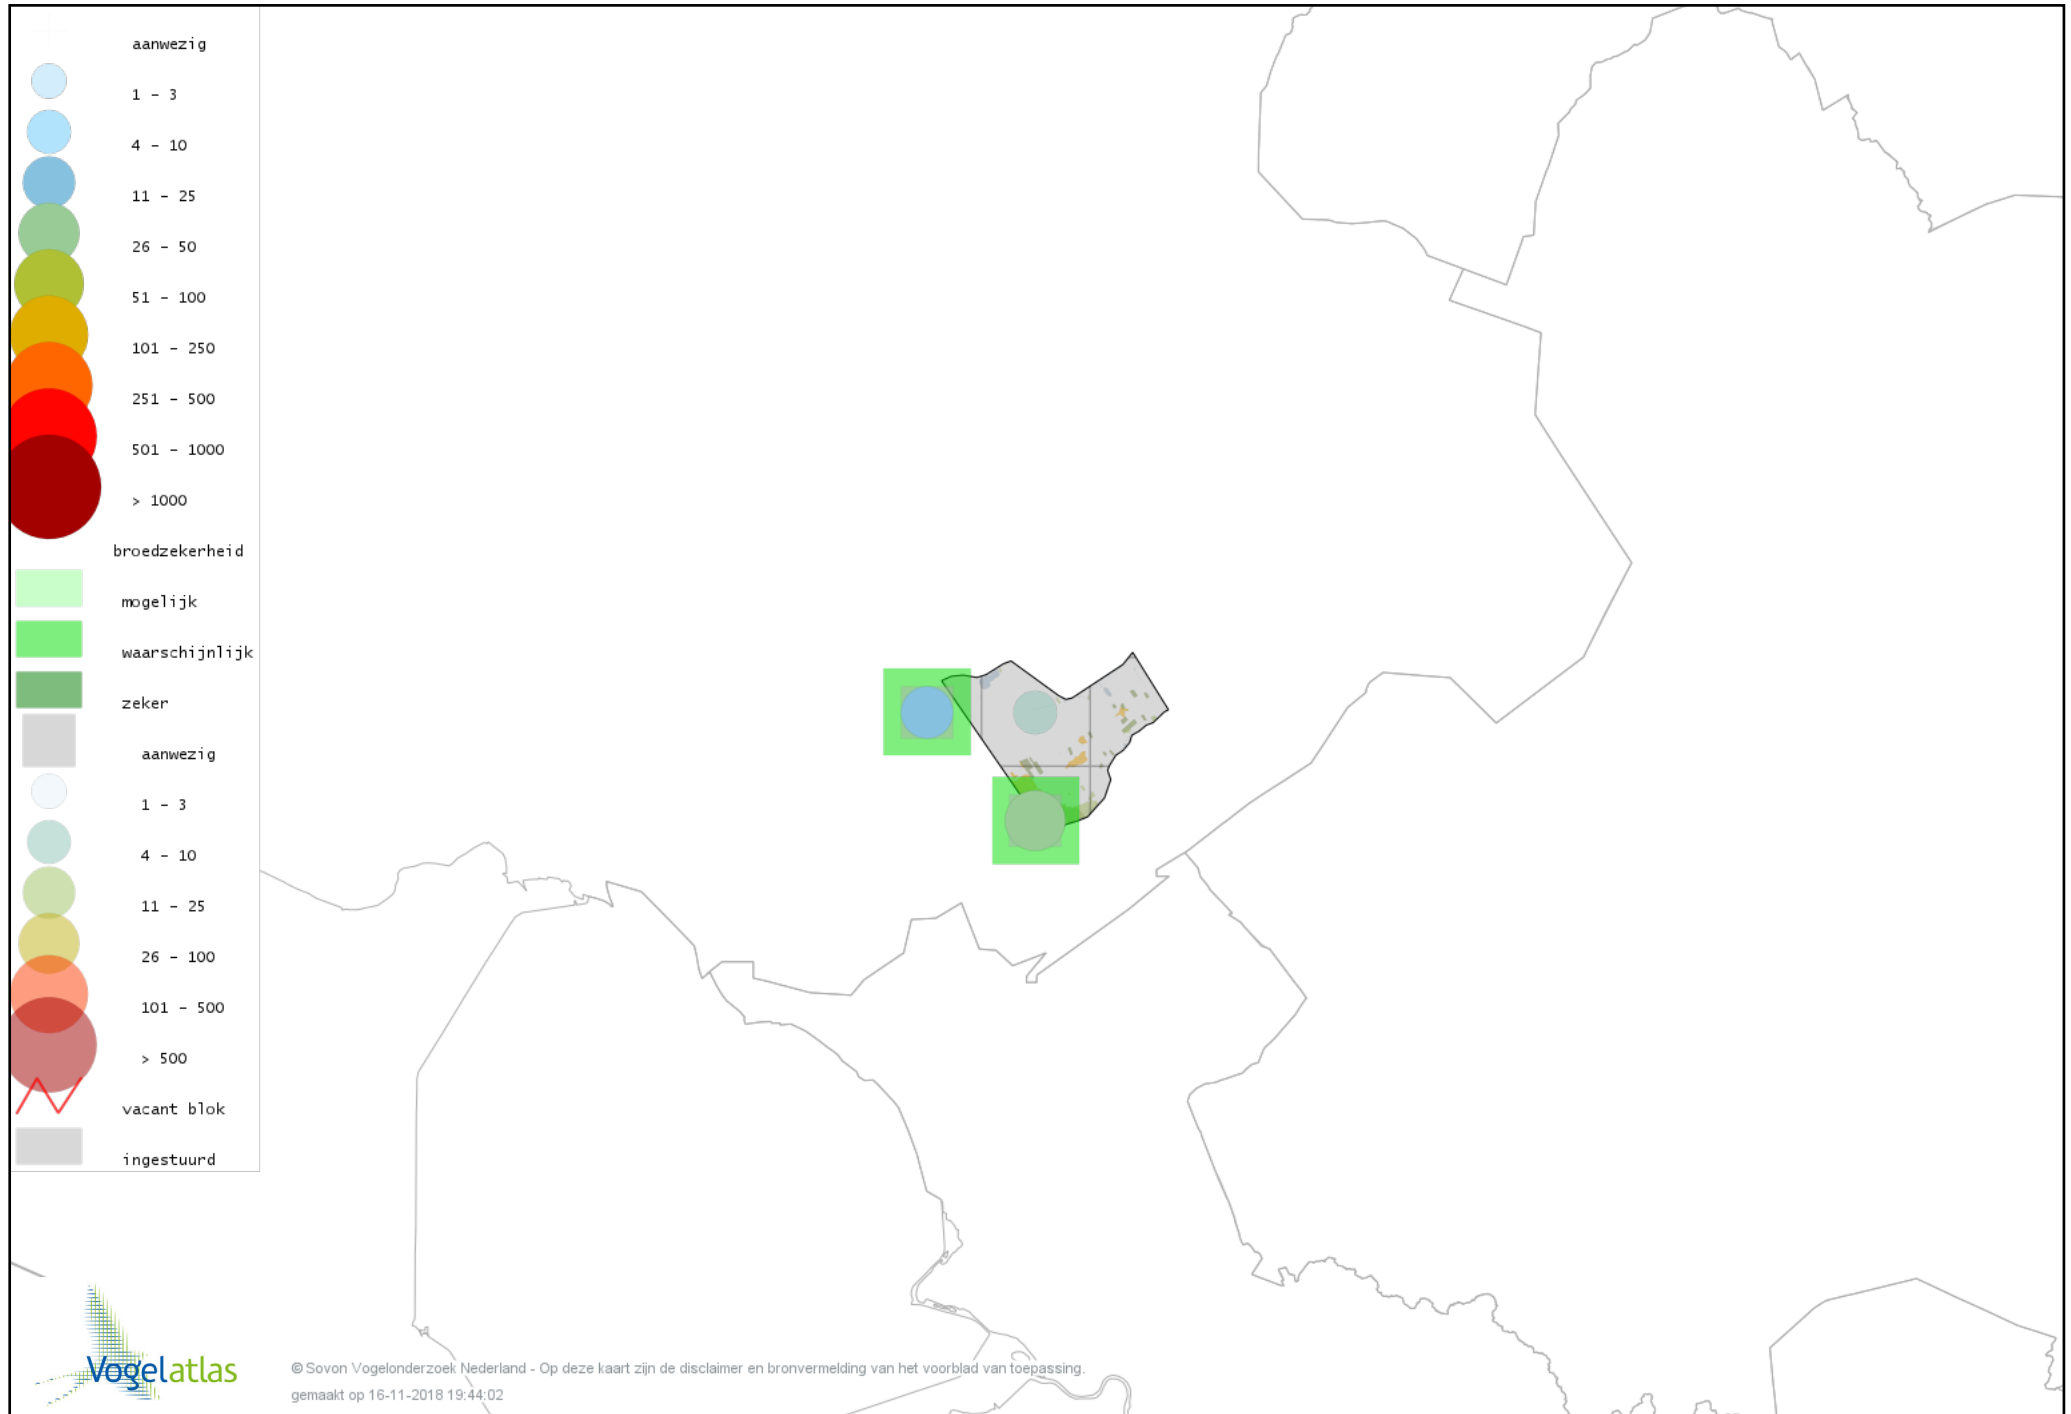 aanwezig
1 - 3
4 - 10
11 - 25
26 - 50
51 - 100
101 - 250
251 - 500
501 - 1000
> 1000
broedzekerheid
mogelijk
waarschijnlijk
zeker
aanwezig
1 - 3
4 - 10
11 - 25
26 - 100
101 - 500
> 500
vacant blok
ingestuurd
Vogelatlas
© Sovon Vogelonderzoek Nederland - Op deze kaart zijn de disclaimer en bronvermelding van het voorblad van toepassing.
gemaakt op 16-11-2018 19:44:02